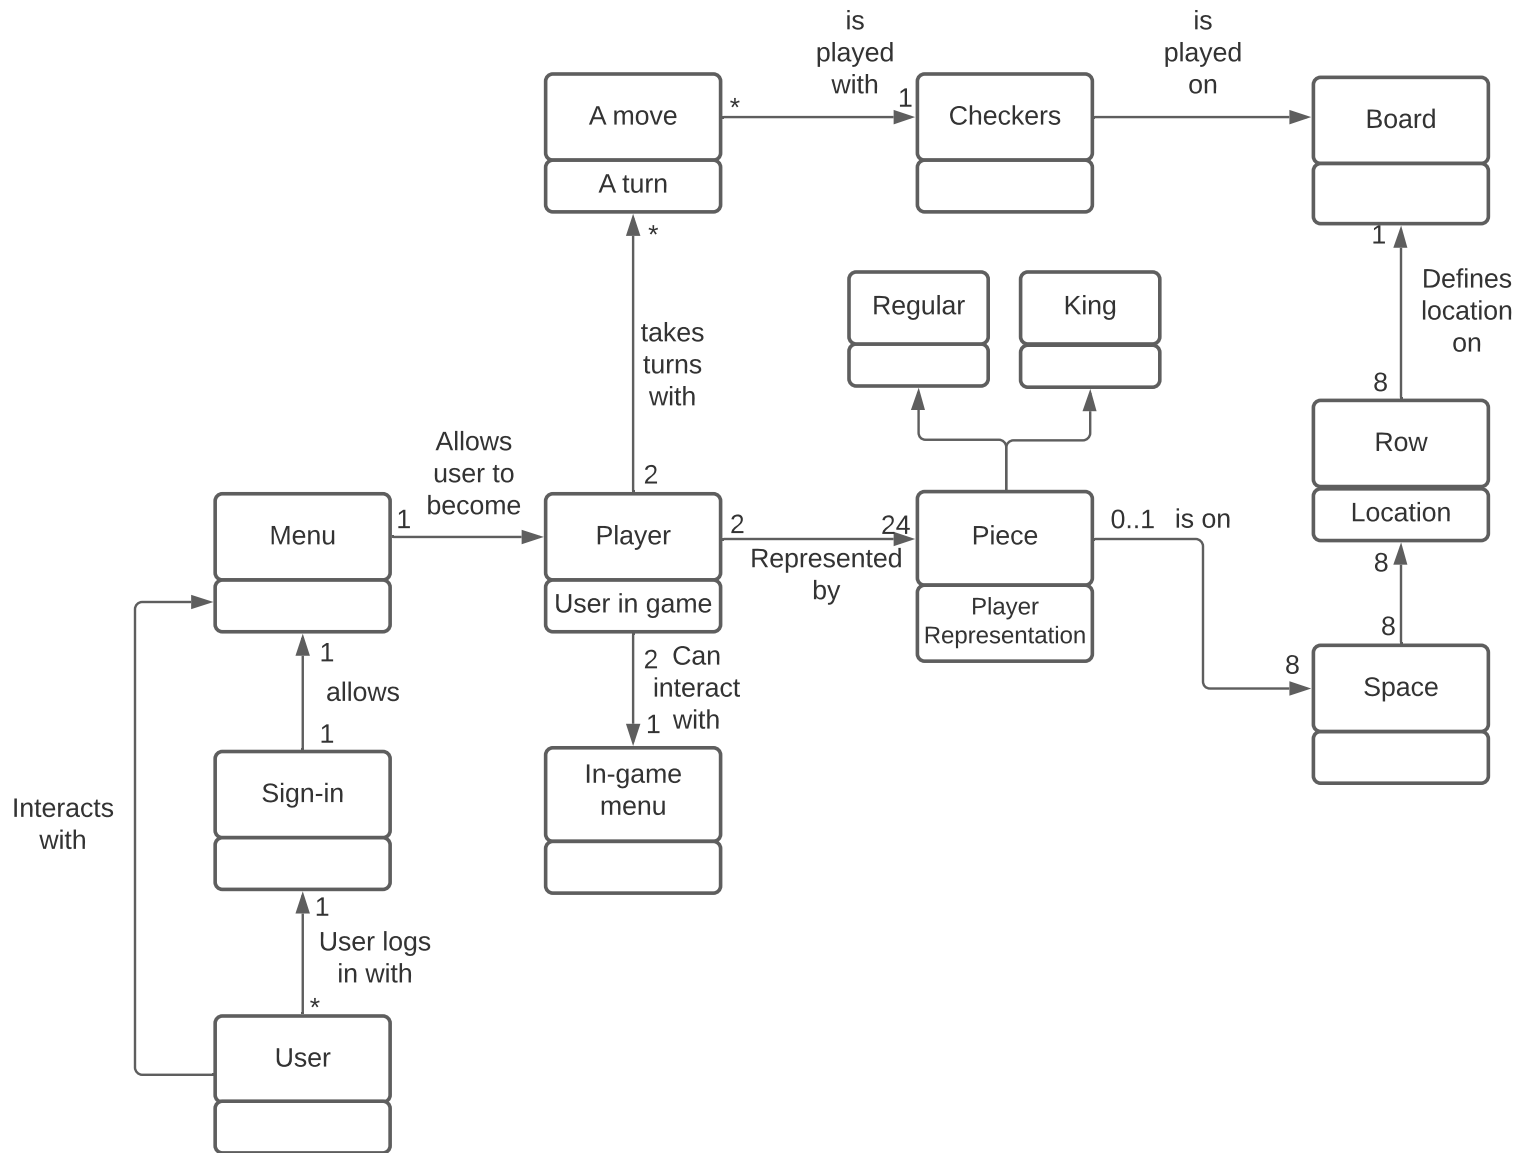 is
played
with
is
played
on
A move
*
1
Checkers
Board
A turn
*
1
Regular
King
Defines
location
on
takes
turns
with
8
Row
Allows
user to
become
2
Location
Menu
1
Player
2
24
Piece
0..1 is on
Represented
by
8
User in game
Player
Representation
8
1
2 Can
interact
with
1
8
Space
allows
1
In-game
menu
Sign-in
Interacts
with
1
User logs
in with
*
User